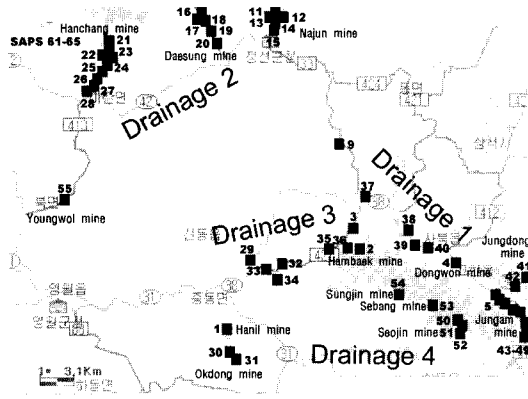 Hanchang mine
21
SAPS 61-65
22
23
25
24
26
27
28
16
18
17
19
20
Daesung mine
11
13
12
14
15
Najun mine
Drainage 2
9
37
Drainage 1
55
Youngwol mine
Drainage 3
3
38
35
36
2
39
40
Hambaek mine
29
33
32
34
4
Dongwon mine
Jungdong
mine
41
42
54
Sungjin mine
53
Sebang mine
5
50
51
52
Seojin mine
Jungam
mine
43-49
1
Hanil mine
30
31
Okdong mine
Drainage 4
3,1Km